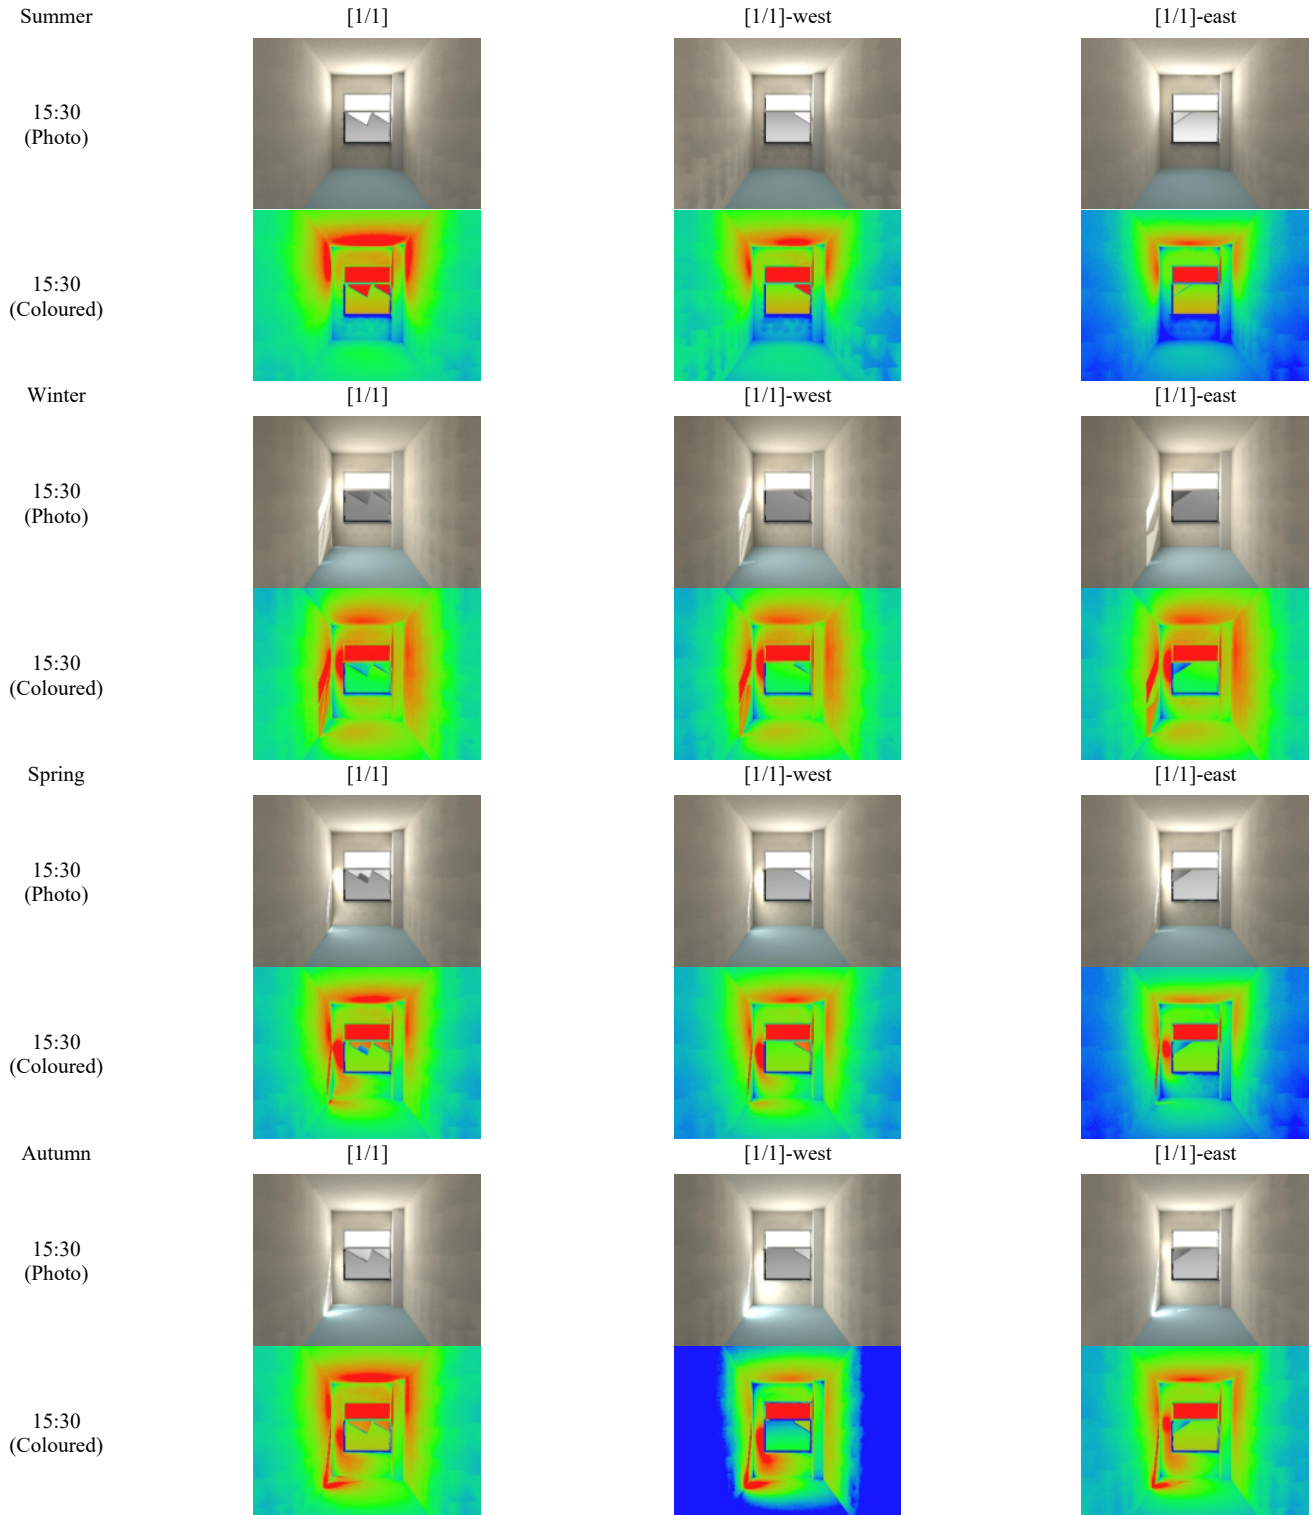 Summer [1/1] [1/1]-west [1/1]-east
15:30
(Photo)
15:30
(Coloured)
Winter [1/1] [1/1]-west [1/1]-east
15:30
(Photo)
15:30
(Coloured)
Spring [1/1] [1/1]-west [1/1]-east
15:30
(Photo)
15:30
(Coloured)
Autumn [1/1] [1/1]-west [1/1]-east
15:30
(Photo)
15:30
(Coloured)